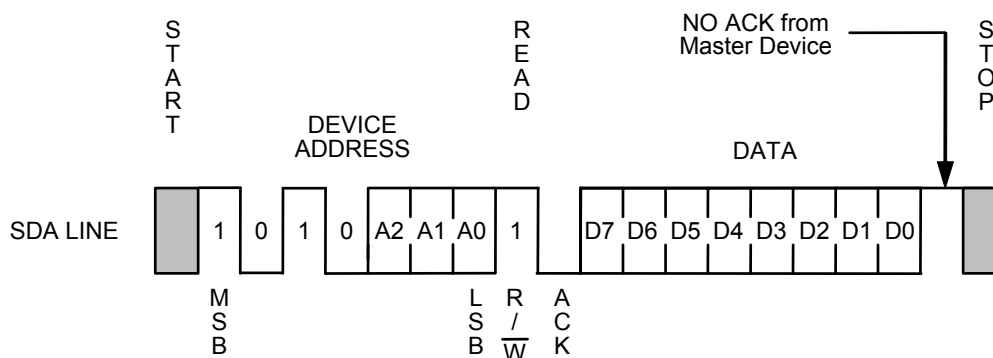 START
READ
NO ACK from
Master Device
STOP
DEVICE
ADDRESS
DATA
SDA LINE
1 0 1 0 A2 A1 A0 1 D7 D6 D5 D4 D3 D2 D1 D0
MSB
LSB
R/W̅
ACK